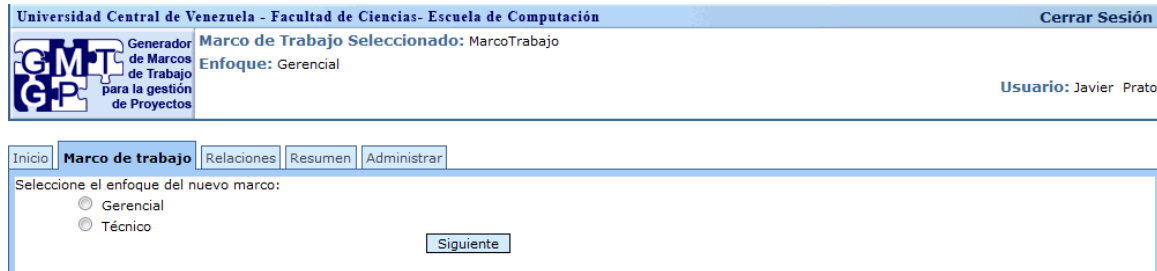 Universidad Central de Venezuela - Facultad de Ciencias- Escuela de Computación
Cerrar Sesión
GMT GP
Generador
de Marcos
de Trabajo
para la gestión
de Proyectos
Marco de Trabajo Seleccionado: MarcoTrabajo
Enfoque: Gerencial
Usuario: Javier Prato
Inicio Marco de trabajo Relaciones Resumen Administrar
Seleccione el enfoque del nuevo marco:
Gerencial
Técnico
Siguiente